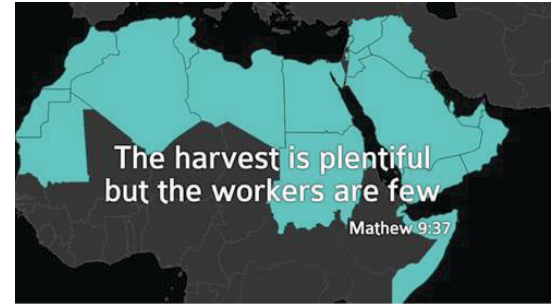 The harvest is plentiful
but the workers are few
Mathew 9:37